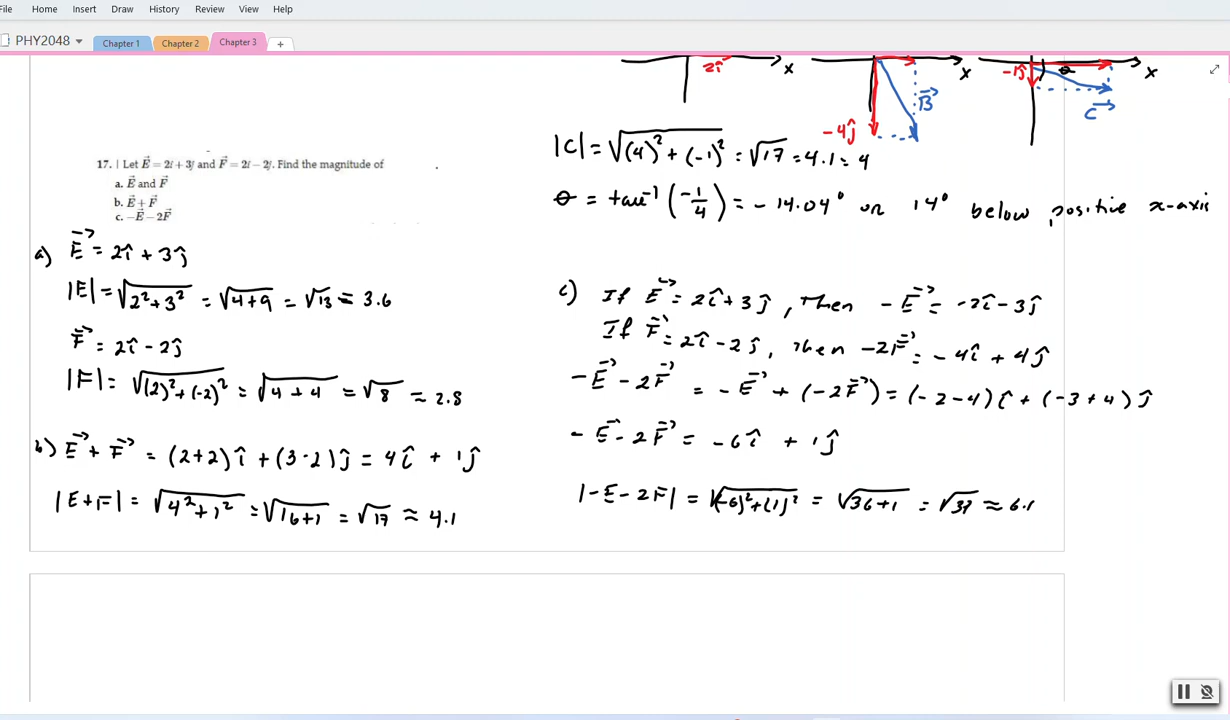 File Home Insert Draw History Review View Help
PHY2048 Chapter 1 Chapter 2 Chapter 3 +
2î x
-4ĵ B⃗ x
-1ĵ θ C⃗ x
|C| = √(4)² + (-1)² = √17 = 4.1 = 4
θ = tan⁻¹(-1/4) = -14.04° or 14° below positive x-axis
17. | Let E⃗ = 2i + 3j and F⃗ = 2i − 2j. Find the magnitude of
a. E⃗ and F⃗
b. E⃗ + F⃗
c. −E⃗ − 2F⃗
a) E⃗ = 2î + 3ĵ
|E| = √2² + 3² = √4+9 = √13 = 3.6
F⃗ = 2î - 2ĵ
|F| = √(2)² + (-2)² = √4 + 4 = √8 ≈ 2.8
b) E⃗ + F⃗ = (2+2)î + (3-2)ĵ = 4î + 1ĵ
|E+F| = √4² + 1² = √16+1 = √17 ≈ 4.1
c) If E⃗ = 2î + 3ĵ, Then -E⃗ = -2î - 3ĵ
If F⃗ = 2î - 2ĵ, Then -2F⃗ = -4î + 4ĵ
-E⃗ - 2F⃗ = -E⃗ + (-2F⃗) = (-2-4)î + (-3+4)ĵ
-E⃗ - 2F⃗ = -6î + 1ĵ
|-E-2F| = √(-6)² + (1)² = √36+1 = √37 ≈ 6.1